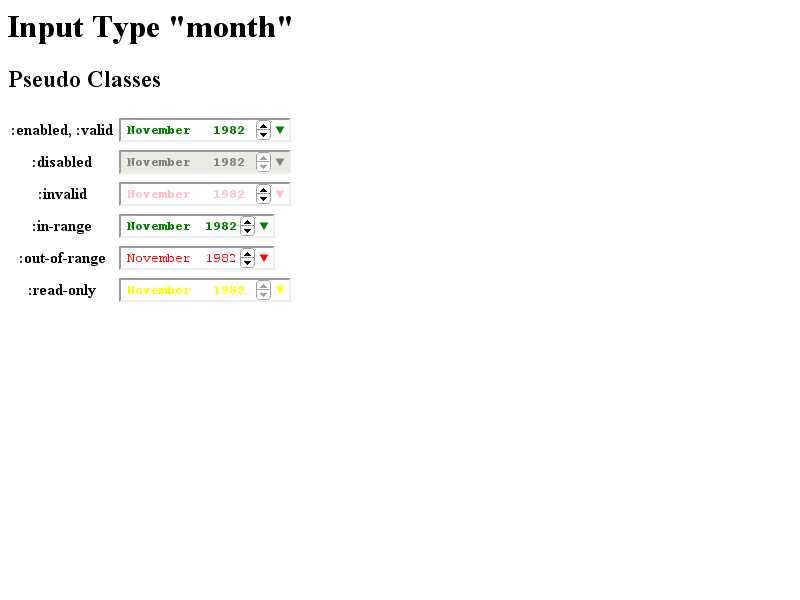 Input Type "month"
Pseudo Classes
:enabled, :valid November 1982
:disabled November 1982
:invalid November 1982
:in-range November 1982
:out-of-range November 1982
:read-only November 1982